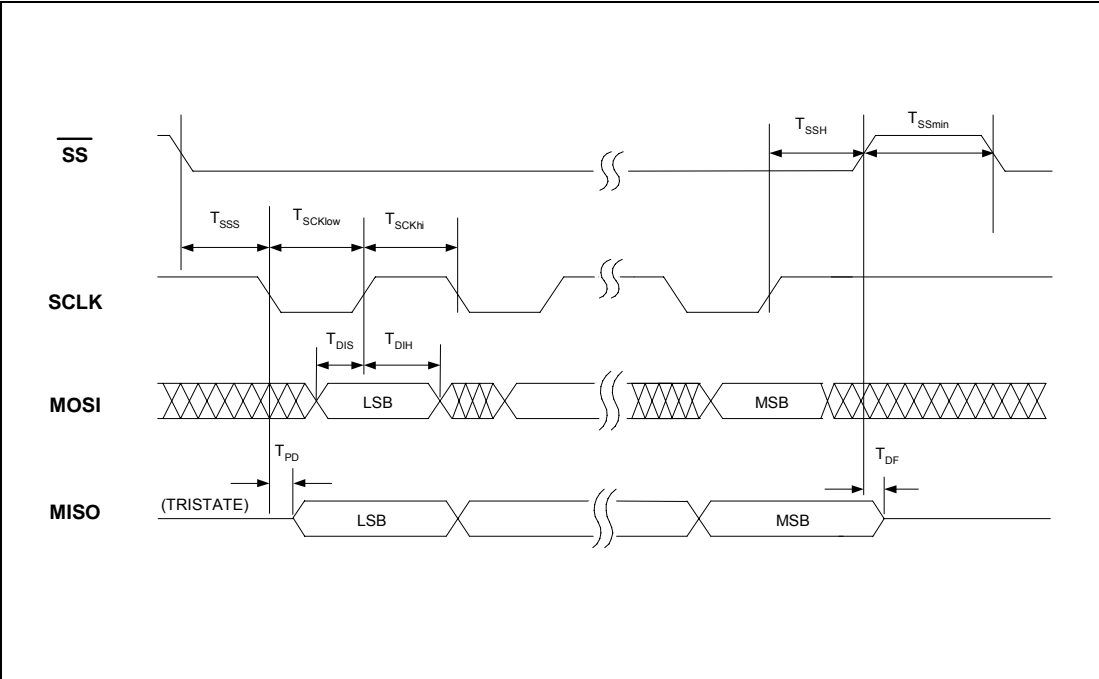 SS
T_SSH
T_SSmin
T_SSS
T_SCKlow
T_SCKhi
SCLK
T_DIS
T_DIH
MOSI
LSB
MSB
T_PD
T_DF
MISO
(TRISTATE)
LSB
MSB